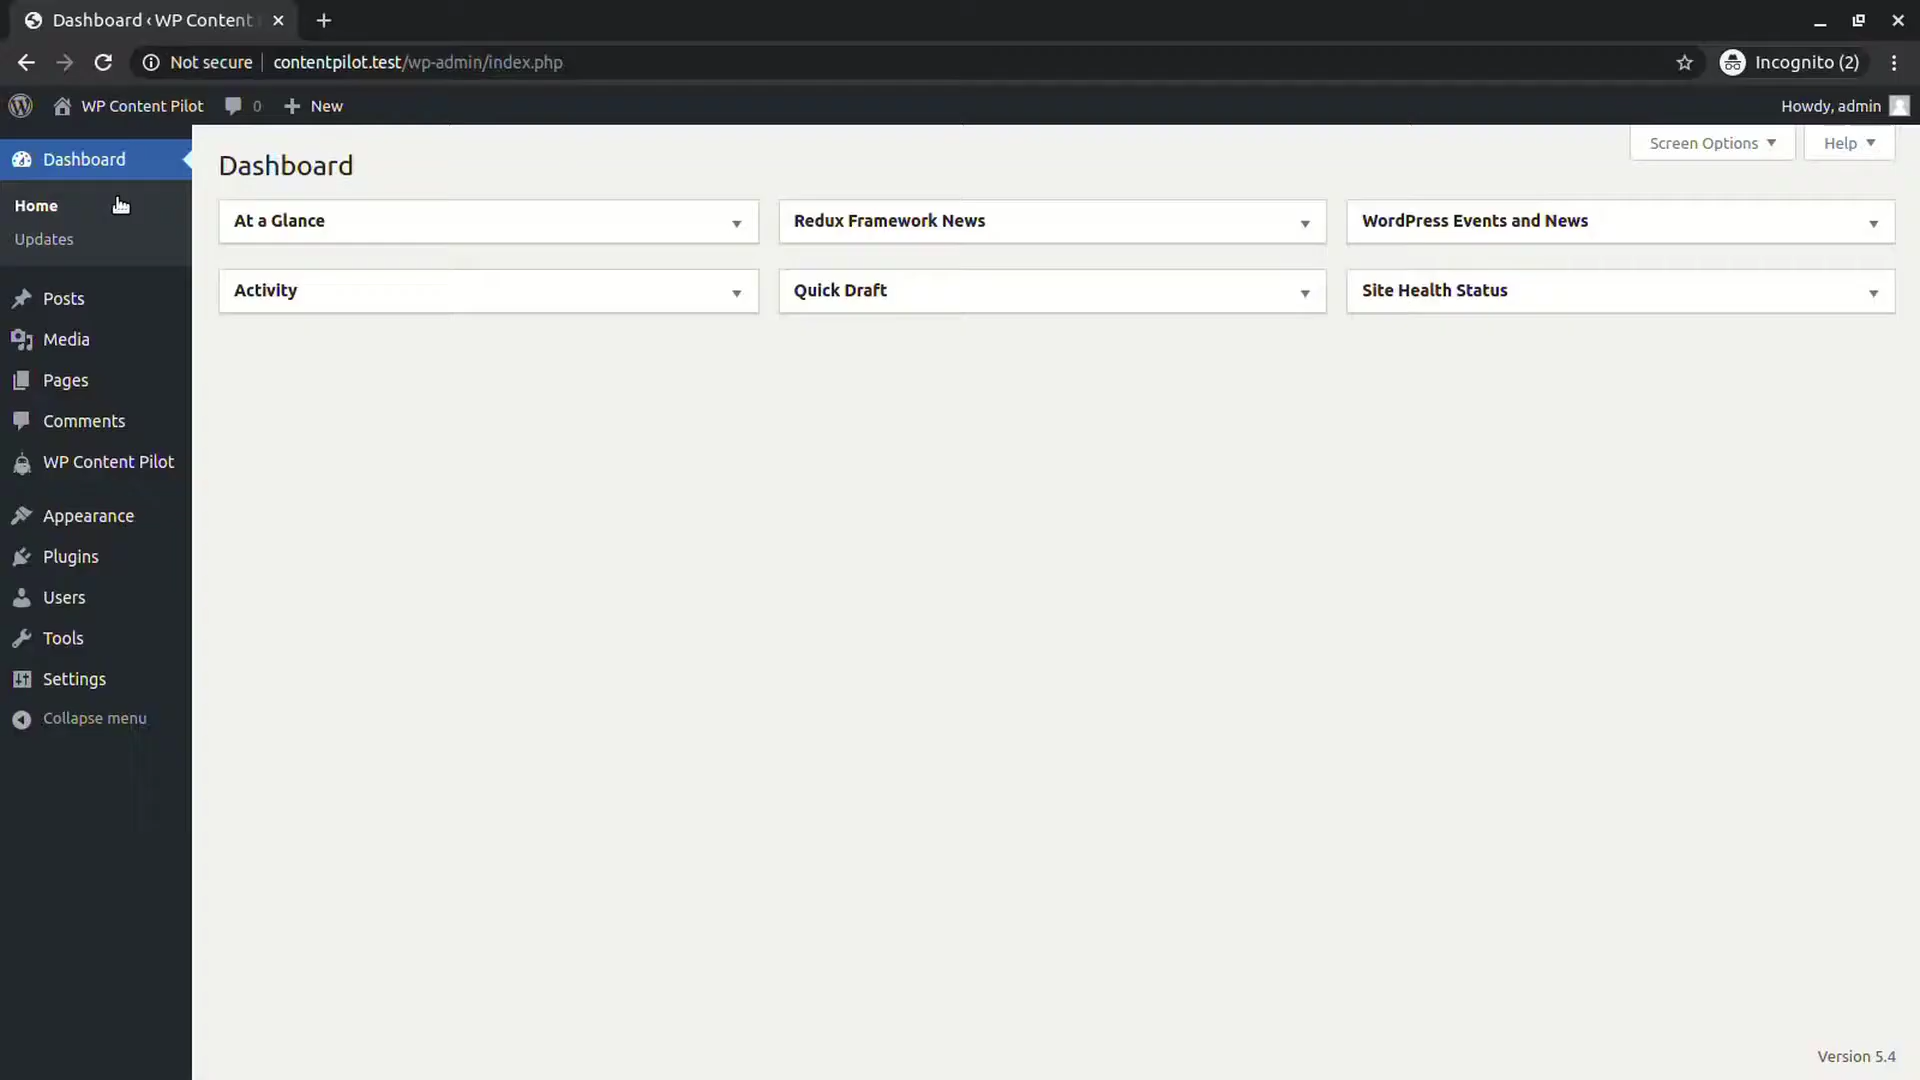 Dashboard ‹ WP Content
Not secure contentpilot.test/wp-admin/index.php Incognito (2)
WP Content Pilot 0 New Howdy, admin
Dashboard
Home
Updates
Posts
Media
Pages
Comments
WP Content Pilot
Appearance
Plugins
Users
Tools
Settings
Collapse menu
Screen Options Help
Dashboard
At a Glance Redux Framework News WordPress Events and News
Activity Quick Draft Site Health Status
Version 5.4